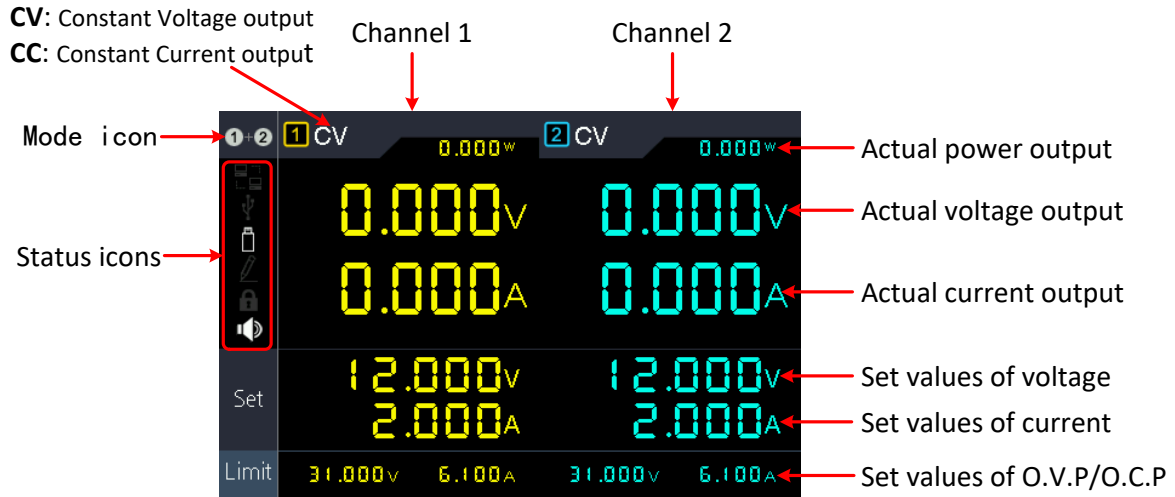 CV: Constant Voltage output
CC: Constant Current output
Channel 1
Channel 2
Mode icon
1+2
1 CV
0.000W
2 CV
0.000W
Actual power output
0.000V
0.000V
Actual voltage output
Status icons
0.000A
0.000A
Actual current output
Set
12.000V
12.000V
Set values of voltage
2.000A
2.000A
Set values of current
Limit
31.000V
6.100A
31.000V
6.100A
Set values of O.V.P/O.C.P